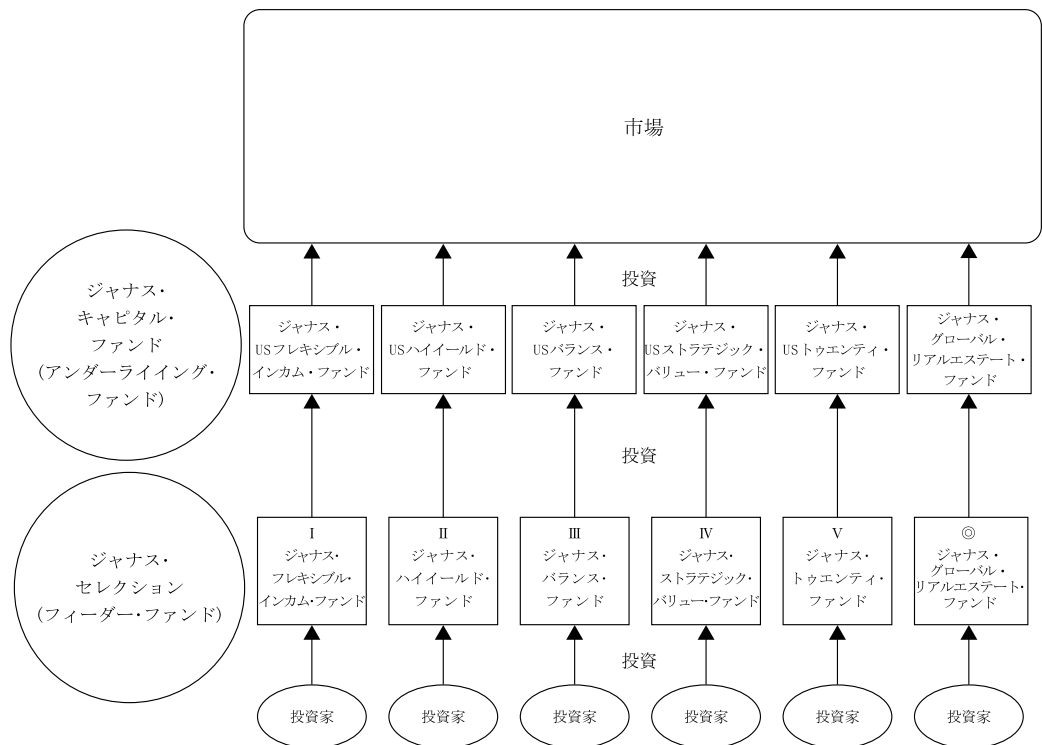 市場
投資
ジャナス・
キャピタル・
ファンド
(アンダーライイング・
ファンド)
ジャナス・
USフレキシブル・
インカム・ファンド
ジャナス・
USハイイールド・
ファンド
ジャナス・
USバランス・
ファンド
ジャナス・
USストラテジック・
バリュー・ファンド
ジャナス・
USトゥエンティ・
ファンド
ジャナス・
グローバル・
リアルエステート・
ファンド
投資
ジャナス・
セレクション
(フィーダー・ファンド)
Ⅰ
ジャナス・
フレキシブル・
インカム・ファンド
Ⅱ
ジャナス・
ハイイールド・
ファンド
Ⅲ
ジャナス・
バランス・
ファンド
Ⅳ
ジャナス・
ストラテジック・
バリュー・ファンド
Ⅴ
ジャナス・
トゥエンティ・
ファンド
◎
ジャナス・
グローバル・
リアルエステート・
ファンド
投資
投資家
投資家
投資家
投資家
投資家
投資家